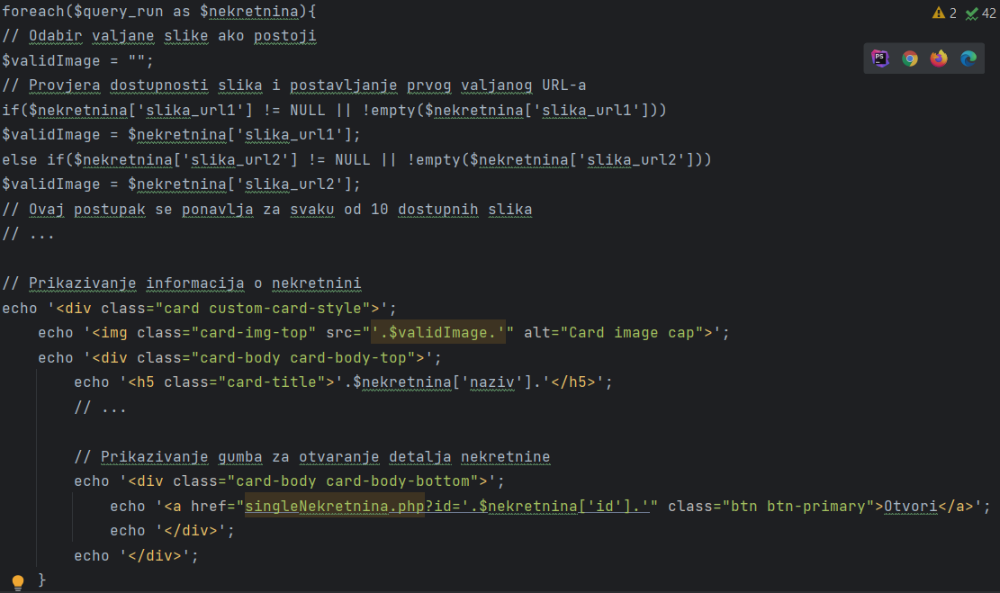 foreach($query_run as $nekretnina){
2 42
// Odabir valjane slike ako postoji
$validImage = "";
PS
// Provjera dostupnosti slika i postavljanje prvog valjanog URL-a
if($nekretnina['slika_url1'] != NULL || !empty($nekretnina['slika_url1']))
$validImage = $nekretnina['slika_url1'];
else if($nekretnina['slika_url2'] != NULL || !empty($nekretnina['slika_url2']))
$validImage = $nekretnina['slika_url2'];
// Ovaj postupak se ponavlja za svaku od 10 dostupnih slika
// ...
// Prikazivanje informacija o nekretnini
echo '<div class="card custom-card-style">';
echo '<img class="card-img-top" src="'.$validImage.'" alt="Card image cap">';
echo '<div class="card-body card-body-top">';
echo '<h5 class="card-title">'.$nekretnina['naziv'].'</h5>';
// ...
// Prikazivanje gumba za otvaranje detalja nekretnine
echo '<div class="card-body card-body-bottom">';
echo '<a href="singleNekretnina.php?id='.$nekretnina['id'].'" class="btn btn-primary">Otvori</a>';
echo '</div>';
echo '</div>';
}